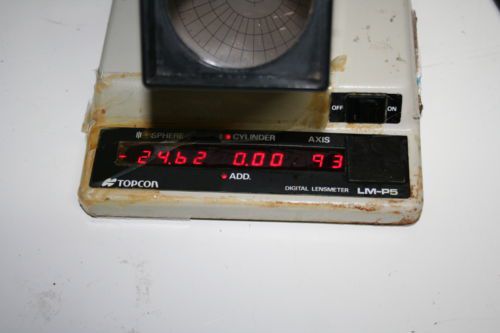 OFF ON
SPHERE CYLINDER AXIS
-24.62 0.00 93
ADD.
TOPCON DIGITAL LENSMETER LM-P5